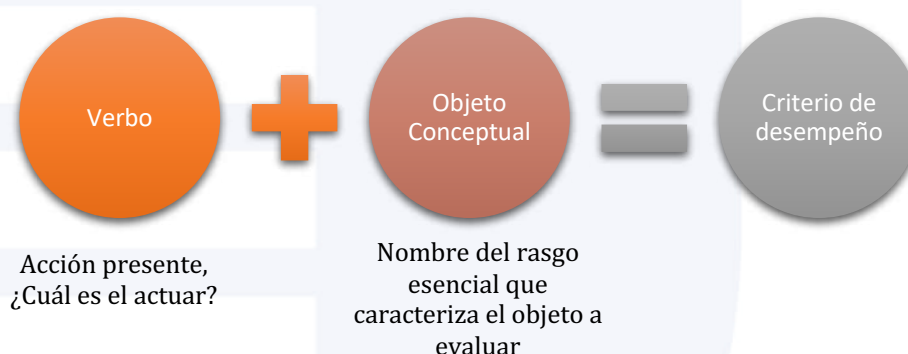 Verbo
Objeto
Conceptual
Criterio de
desempeño
Acción presente,
¿Cuál es el actuar?
Nombre del rasgo
esencial que
caracteriza el objeto a
evaluar